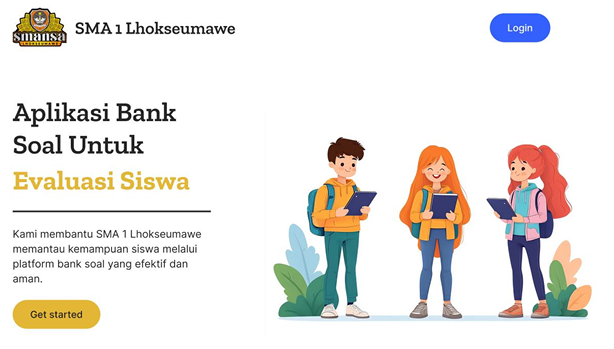 smansa
LHOKSEUMAWE
SMA 1 Lhokseumawe
Login
Aplikasi Bank
Soal Untuk
Evaluasi Siswa
Kami membantu SMA 1 Lhokseumawe
memantau kemampuan siswa melalui
platform bank soal yang efektif dan
aman.
Get started